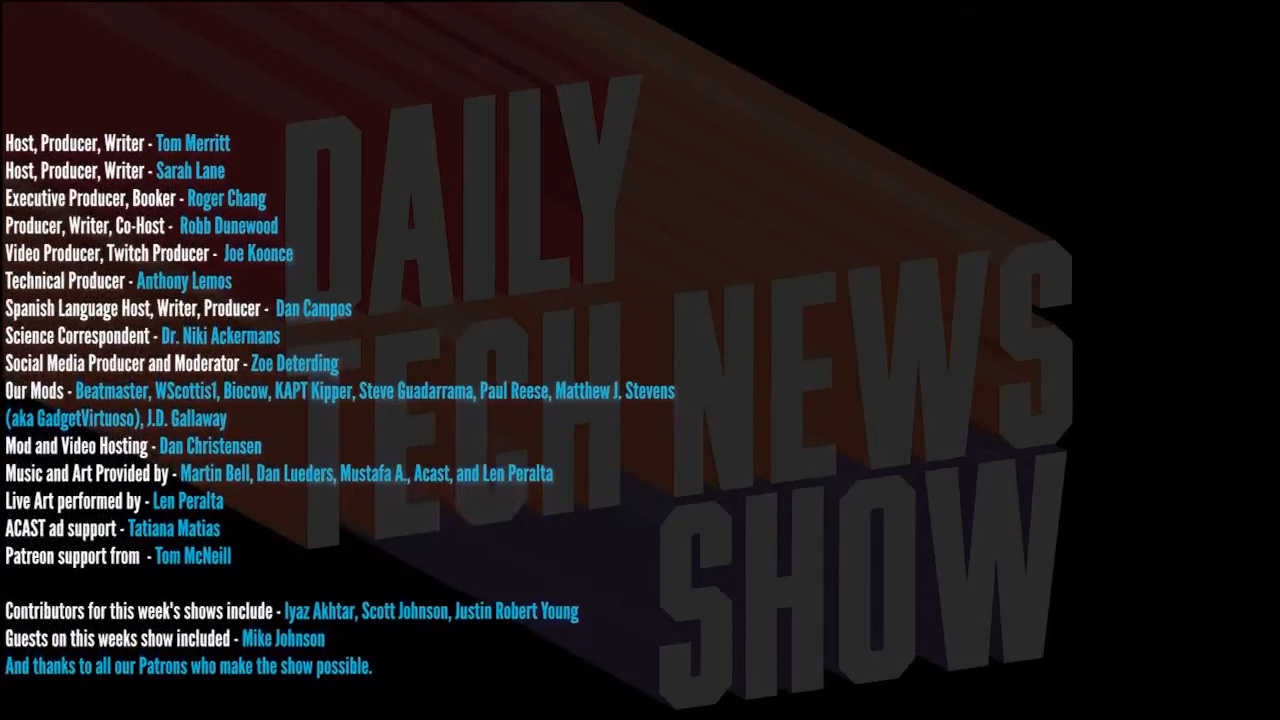 DAILY
TECH NEWS
SHOW
Host, Producer, Writer - Tom Merritt
Host, Producer, Writer - Sarah Lane
Executive Producer, Booker - Roger Chang
Producer, Writer, Co-Host - Robb Dunewood
Video Producer, Twitch Producer - Joe Koonce
Technical Producer - Anthony Lemos
Spanish Language Host, Writer, Producer - Dan Campos
Science Correspondent - Dr. Niki Ackermans
Social Media Producer and Moderator - Zoe Deterding
Our Mods - Beatmaster, WScottis1, Biocow, KAPT Kipper, Steve Guadarrama, Paul Reese, Matthew J. Stevens
(aka GadgetVirtuoso), J.D. Gallaway
Mod and Video Hosting - Dan Christensen
Music and Art Provided by - Martin Bell, Dan Lueders, Mustafa A., Acast, and Len Peralta
Live Art performed by - Len Peralta
ACAST ad support - Tatiana Matias
Patreon support from - Tom McNeill
Contributors for this week's shows include - Iyaz Akhtar, Scott Johnson, Justin Robert Young
Guests on this weeks show included - Mike Johnson
And thanks to all our Patrons who make the show possible.